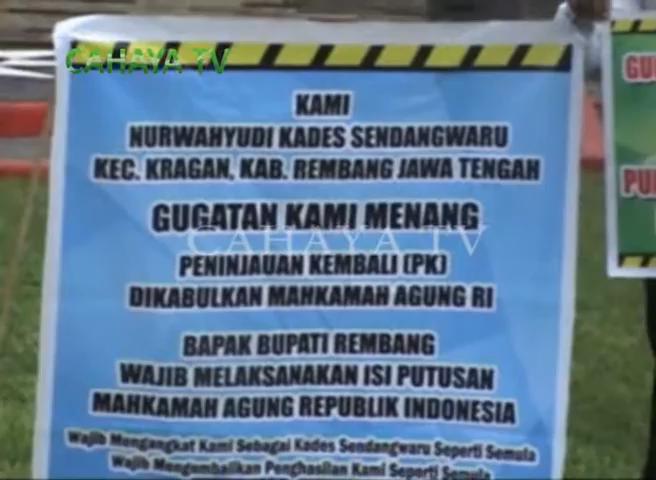 CAHAYA TV
KAMI
NURWAHYUDI KADES SENDANGWARU
KEC. KRAGAN, KAB. REMBANG JAWA TENGAH
GUGATAN KAMI MENANG
CAHAYA TV
PENINJAUAN KEMBALI (PK)
DIKABULKAN MAHKAMAH AGUNG RI
BAPAK BUPATI REMBANG
WAJIB MELAKSANAKAN ISI PUTUSAN
MAHKAMAH AGUNG REPUBLIK INDONESIA
Wajib Mengangkat Kami Sebagai Kades Sendangwaru Seperti Semula
Wajib Mengembalikan Penghasilan Kami Seperti Semula
GU
PU